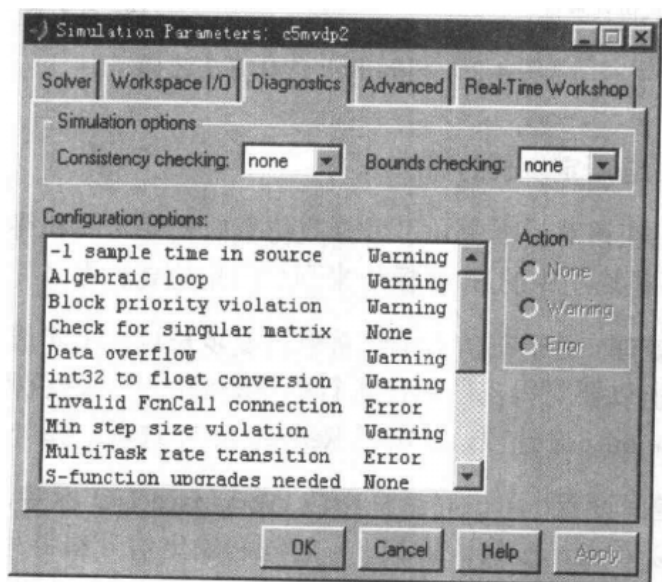 Simulation Parameters: c5mvdp2
Solver Workspace I/O Diagnostics Advanced Real-Time Workshop
Simulation options
Consistency checking: none Bounds checking: none
Configuration options:
Action
-1 sample time in source Warning
Algebraic loop Warning
Block priority violation Warning
Check for singular matrix None
Data overflow Warning
int32 to float conversion Warning
Invalid FcnCall connection Error
Min step size violation Warning
MultiTask rate transition Error
S-function upgrades needed None
None
Warning
Error
OK Cancel Help Apply